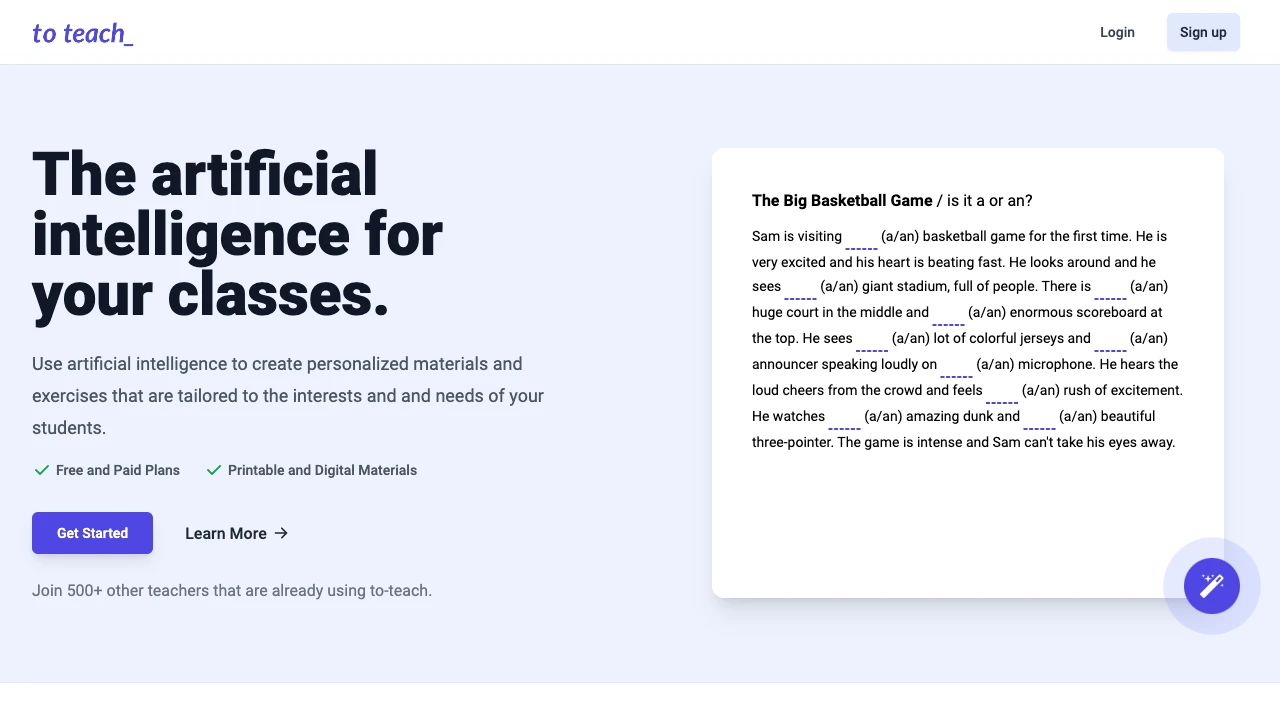 to teach_
Login
Sign up
The artificial
intelligence for
your classes.
Use artificial intelligence to create personalized materials and
exercises that are tailored to the interests and and needs of your
students.
Free and Paid Plans
Printable and Digital Materials
Get Started
Learn More →
Join 500+ other teachers that are already using to-teach.
The Big Basketball Game / is it a or an?
Sam is visiting ______ (a/an) basketball game for the first time. He is
very excited and his heart is beating fast. He looks around and he
sees ______ (a/an) giant stadium, full of people. There is ______ (a/an)
huge court in the middle and ______ (a/an) enormous scoreboard at
the top. He sees ______ (a/an) lot of colorful jerseys and ______ (a/an)
announcer speaking loudly on ______ (a/an) microphone. He hears the
loud cheers from the crowd and feels ______ (a/an) rush of excitement.
He watches ______ (a/an) amazing dunk and ______ (a/an) beautiful
three-pointer. The game is intense and Sam can't take his eyes away.